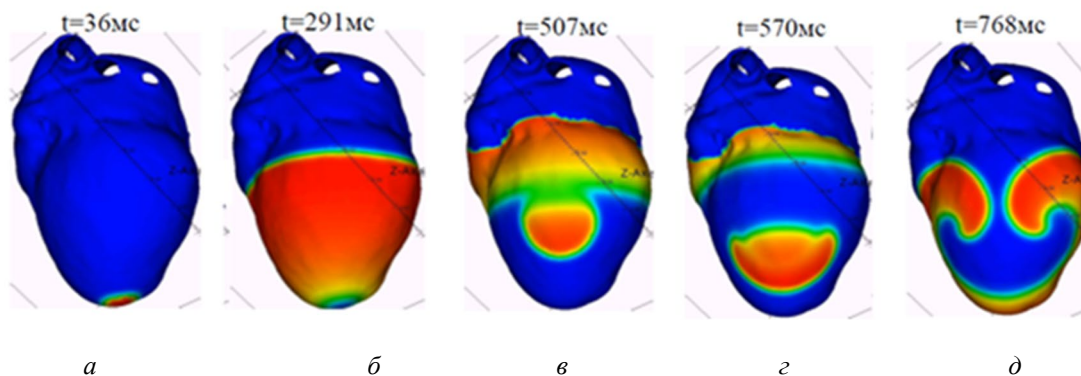 t=36мс t=291мс t=507мс t=570мс t=768мс
а б в г д